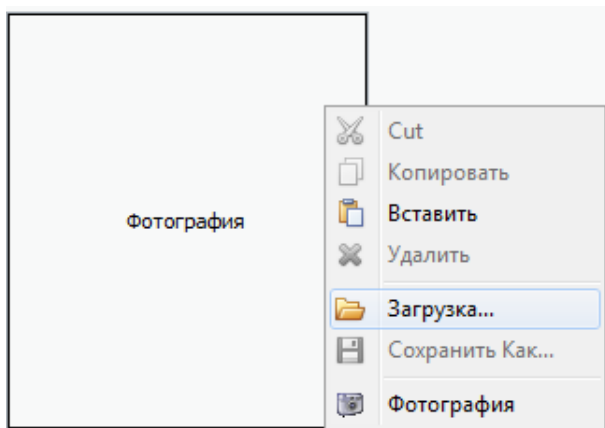 Cut
Копировать
Фотография
Вставить
Удалить
Загрузка...
Сохранить Как...
Фотография